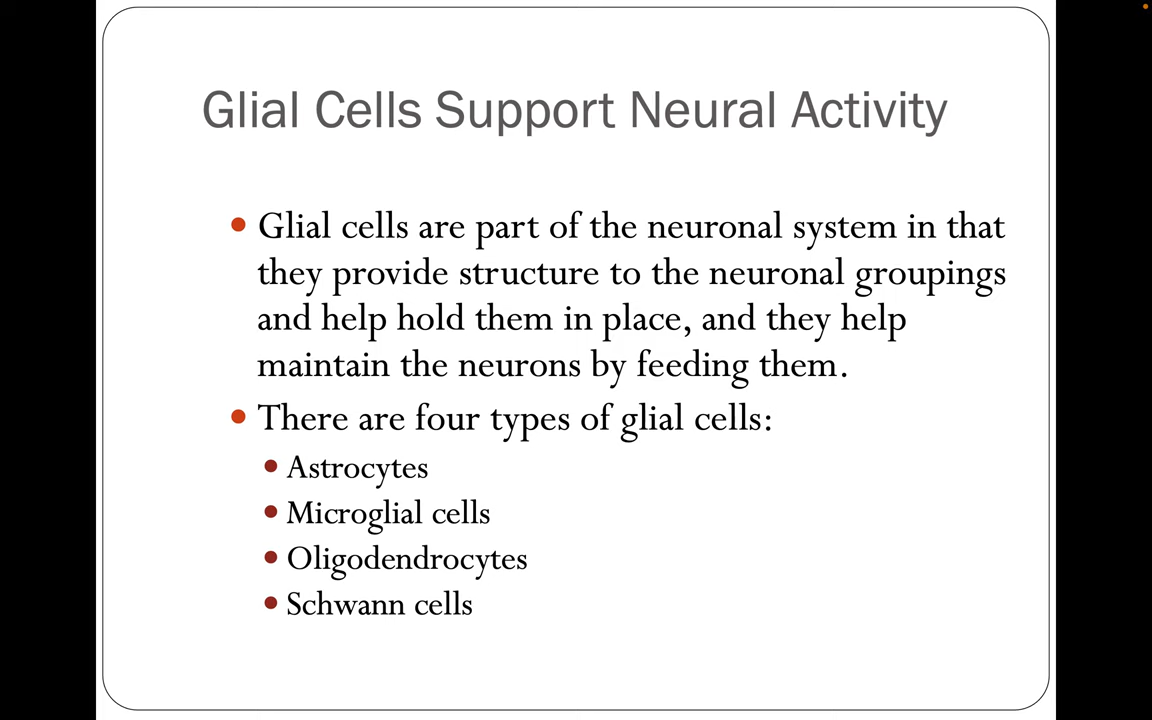 Glial Cells Support Neural Activity
• Glial cells are part of the neuronal system in that
they provide structure to the neuronal groupings
and help hold them in place, and they help
maintain the neurons by feeding them.
• There are four types of glial cells:
• Astrocytes
• Microglial cells
• Oligodendrocytes
• Schwann cells